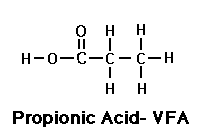 O H H
H-O-C-C-C-H
H H
Propionic Acid- VFA